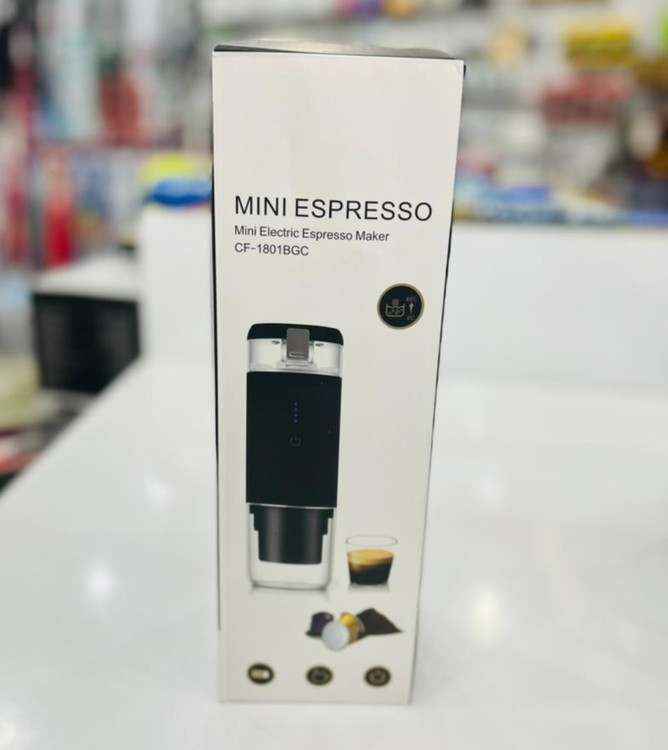 MINI ESPRESSO
Mini Electric Espresso Maker
CF-1801BGC